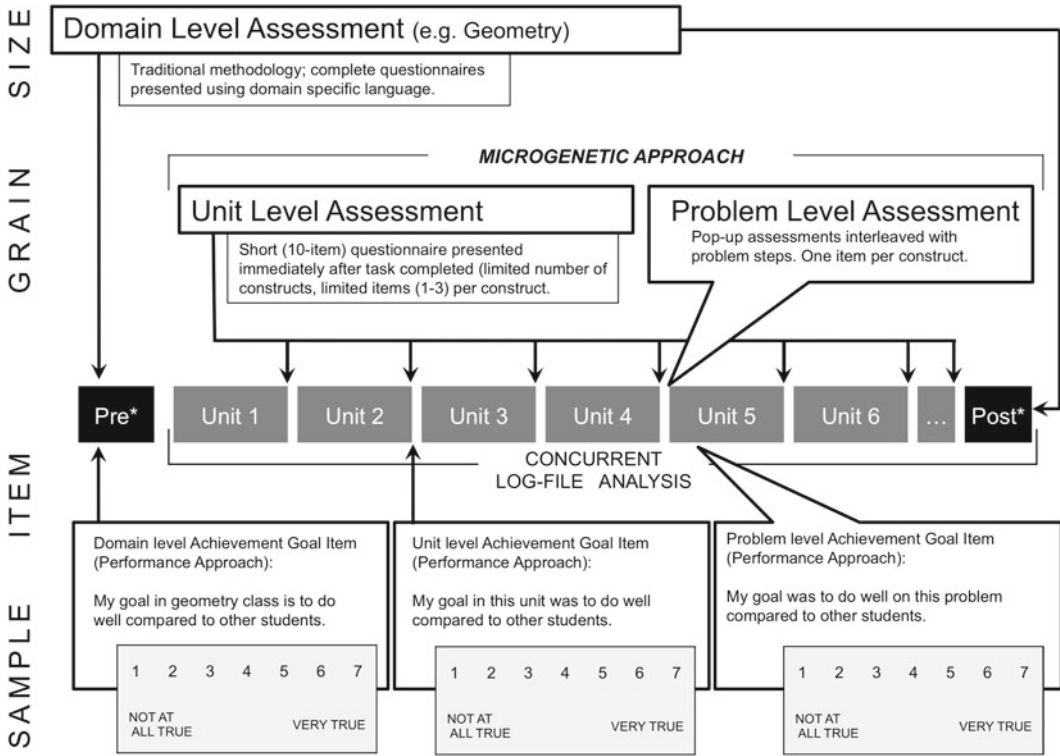 GRAIN SIZE
Domain Level Assessment (e.g. Geometry)
Traditional methodology; complete questionnaires
presented using domain specific language.
MICROGENETIC APPROACH
Unit Level Assessment
Short (10-item) questionnaire presented
immediately after task completed (limited number of
constructs, limited items (1-3) per construct.
Problem Level Assessment
Pop-up assessments interleaved with
problem steps. One item per construct.
Pre*
Unit 1
Unit 2
Unit 3
Unit 4
Unit 5
Unit 6
...
Post*
CONCURRENT
LOG-FILE ANALYSIS
SAMPLE ITEM
Domain level Achievement Goal Item
(Performance Approach):
My goal in geometry class is to do
well compared to other students.
1 2 3 4 5 6 7
NOT AT
ALL TRUE
VERY TRUE
Unit level Achievement Goal Item
(Performance Approach):
My goal in this unit was to do well
compared to other students.
1 2 3 4 5 6 7
NOT AT
ALL TRUE
VERY TRUE
Problem level Achievement Goal Item
(Performance Approach):
My goal was to do well on this problem
compared to other students.
1 2 3 4 5 6 7
NOT AT
ALL TRUE
VERY TRUE